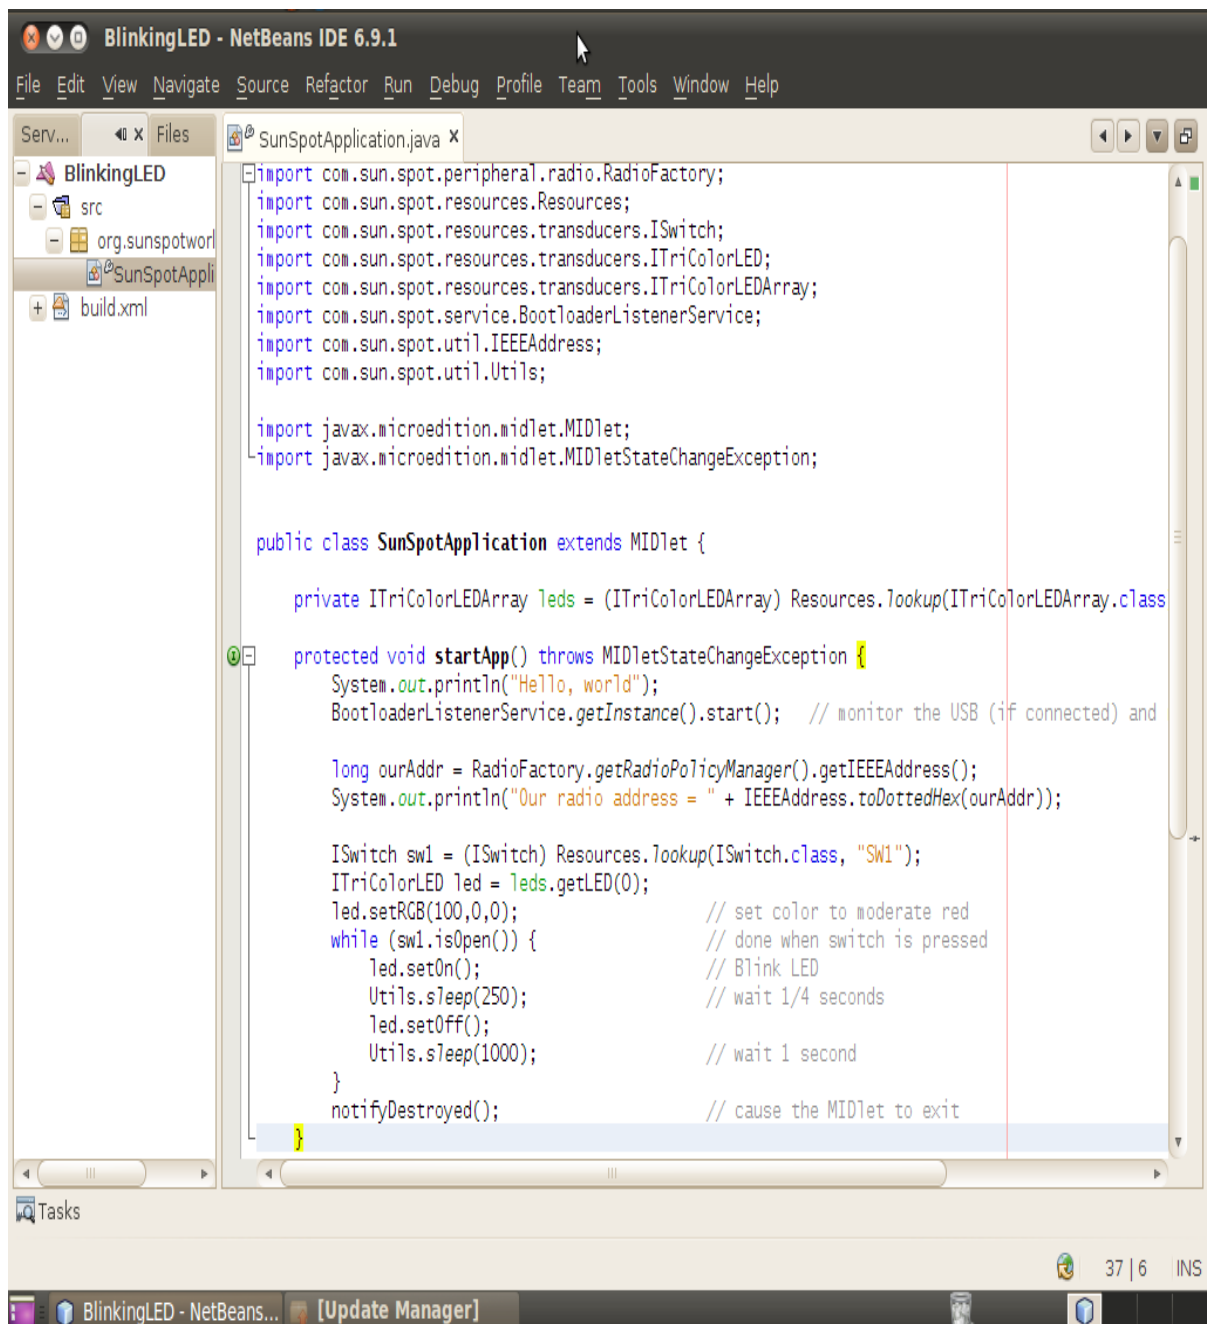 BlinkingLED - NetBeans IDE 6.9.1
File Edit View Navigate Source Refactor Run Debug Profile Team Tools Window Help
Serv... Files
SunSpotApplication.java
BlinkingLED
src
org.sunspotworl
SunSpotAppli
build.xml
import com.sun.spot.peripheral.radio.RadioFactory;
import com.sun.spot.resources.Resources;
import com.sun.spot.resources.transducers.ISwitch;
import com.sun.spot.resources.transducers.ITriColorLED;
import com.sun.spot.resources.transducers.ITriColorLEDArray;
import com.sun.spot.service.BootloaderListenerService;
import com.sun.spot.util.IEEEAddress;
import com.sun.spot.util.Utils;
import javax.microedition.midlet.MIDlet;
import javax.microedition.midlet.MIDletStateChangeException;
public class SunSpotApplication extends MIDlet {
private ITriColorLEDArray leds = (ITriColorLEDArray) Resources.lookup(ITriColorLEDArray.class
protected void startApp() throws MIDletStateChangeException {
System.out.println("Hello, world");
BootloaderListenerService.getInstance().start(); // monitor the USB (if connected) and
long ourAddr = RadioFactory.getRadioPolicyManager().getIEEEAddress();
System.out.println("Our radio address = " + IEEEAddress.toDottedHex(ourAddr));
ISwitch sw1 = (ISwitch) Resources.lookup(ISwitch.class, "SW1");
ITriColorLED led = leds.getLED(0);
led.setRGB(100,0,0); // set color to moderate red
while (sw1.isOpen()) { // done when switch is pressed
led.setOn(); // Blink LED
Utils.sleep(250); // wait 1/4 seconds
led.setOff();
Utils.sleep(1000); // wait 1 second
}
notifyDestroyed(); // cause the MIDlet to exit
}
Tasks
37 | 6 INS
BlinkingLED - NetBeans... [Update Manager]